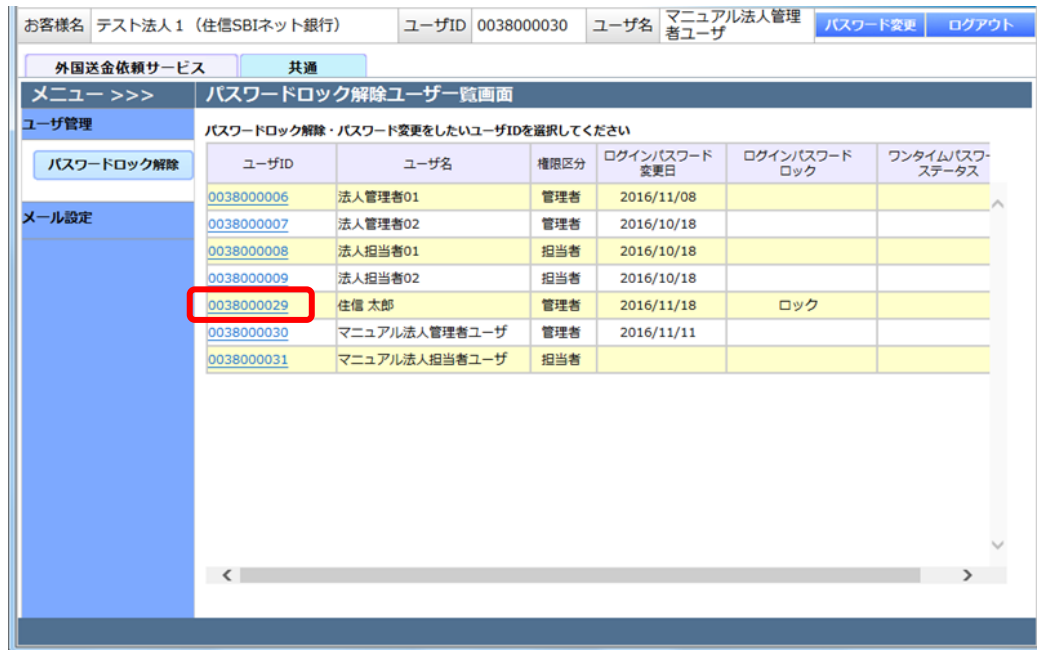 お客様名 テスト法人1（住信SBIネット銀行） ユーザID 0038000030 ユーザ名 マニュアル法人管理者ユーザ パスワード変更 ログアウト
外国送金依頼サービス 共通
メニュー >>> パスワードロック解除ユーザ一覧画面
ユーザ管理
パスワードロック解除・パスワード変更をしたいユーザIDを選択してください
パスワードロック解除
ユーザID ユーザ名 権限区分 ログインパスワード変更日 ログインパスワードロック ワンタイムパスワ ステータス
0038000006 法人管理者01 管理者 2016/11/08
メール設定
0038000007 法人管理者02 管理者 2016/10/18
0038000008 法人担当者01 担当者 2016/10/18
0038000009 法人担当者02 担当者 2016/10/18
0038000029 住信 太郎 管理者 2016/11/18 ロック
0038000030 マニュアル法人管理者ユーザ 管理者 2016/11/11
0038000031 マニュアル法人担当者ユーザ 担当者